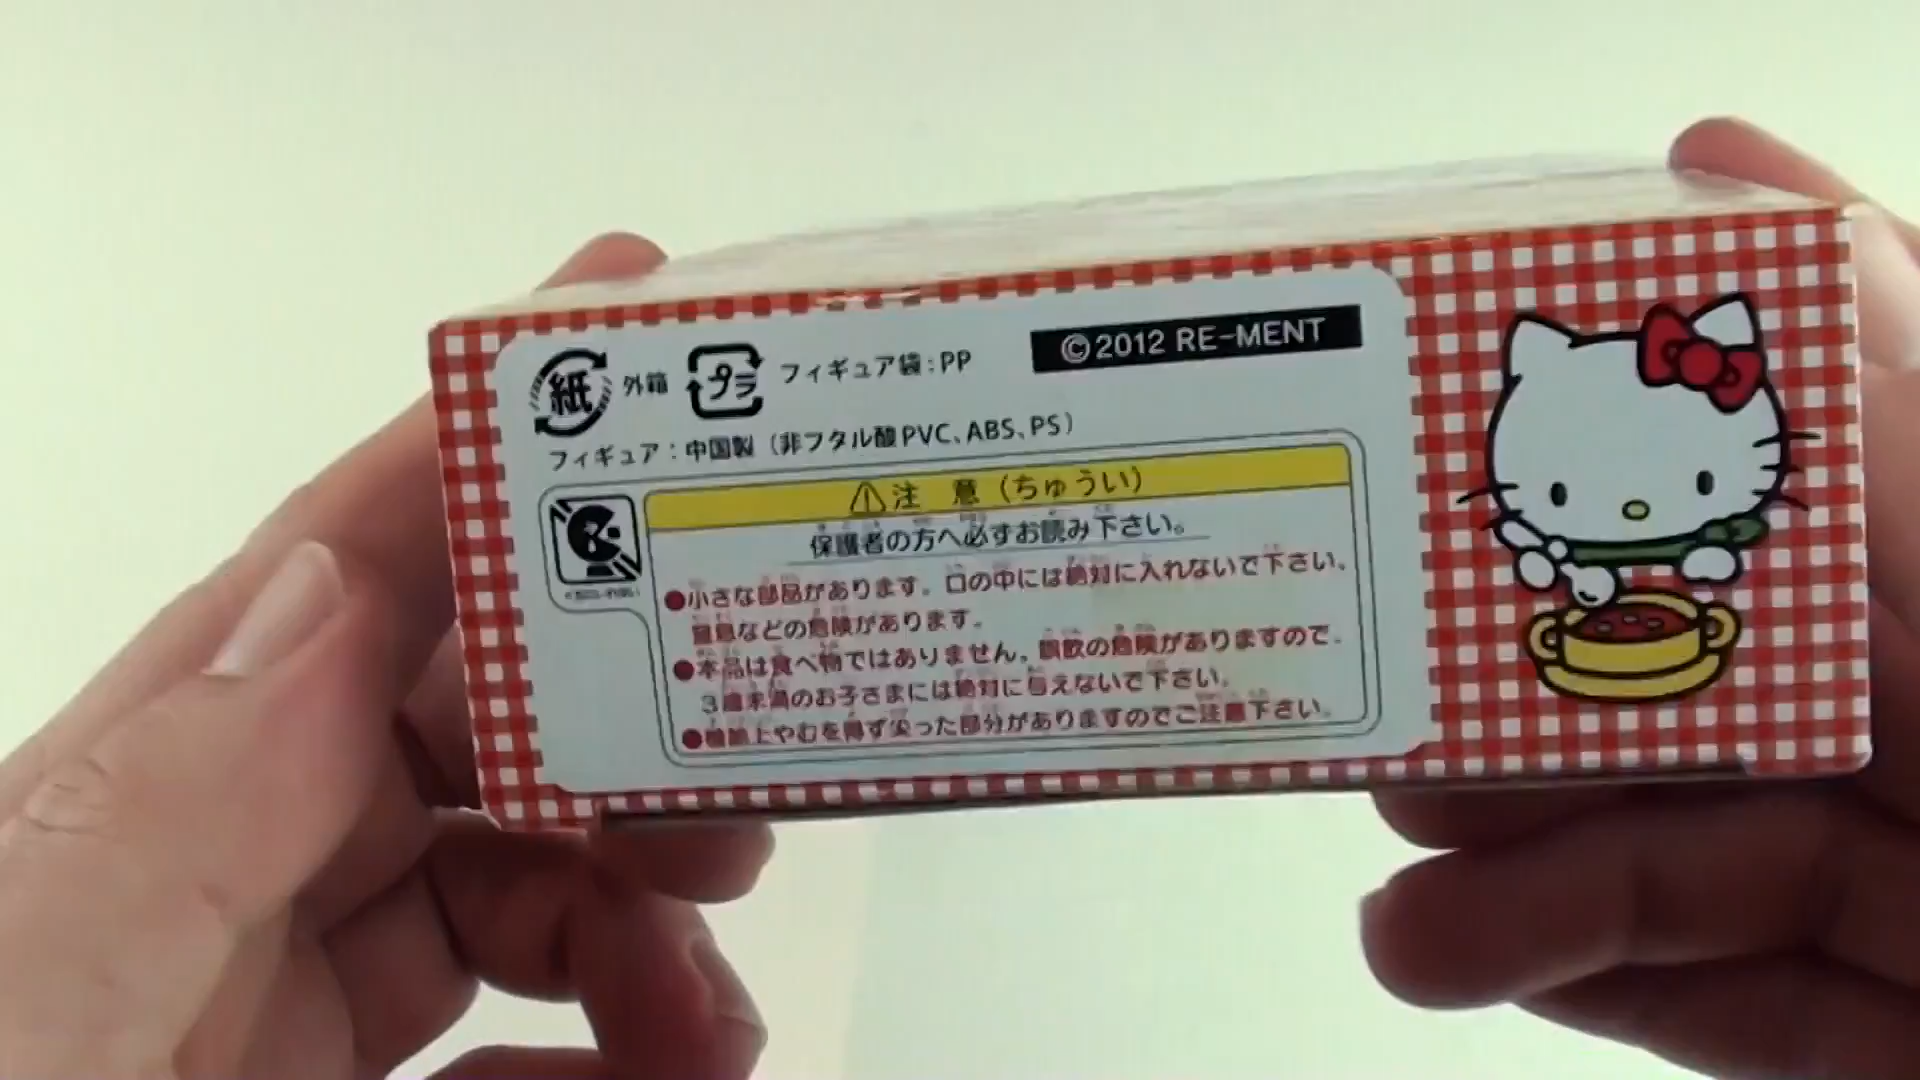 紙 外箱 プラ フィギュア袋:PP
©2012 RE-MENT
フィギュア:中国製(非フタル酸PVC、ABS、PS)
⚠注 意(ちゅうい)
保護者の方へ必ずお読み下さい。
●小さな部品があります。口の中には絶対に入れないで下さい。
窒息などの危険があります。
●本品は食べ物ではありません。誤飲の危険がありますので、
3歳未満のお子さまには絶対に与えないで下さい。
●機能上やむを得ず尖った部分がありますのでご注意下さい。